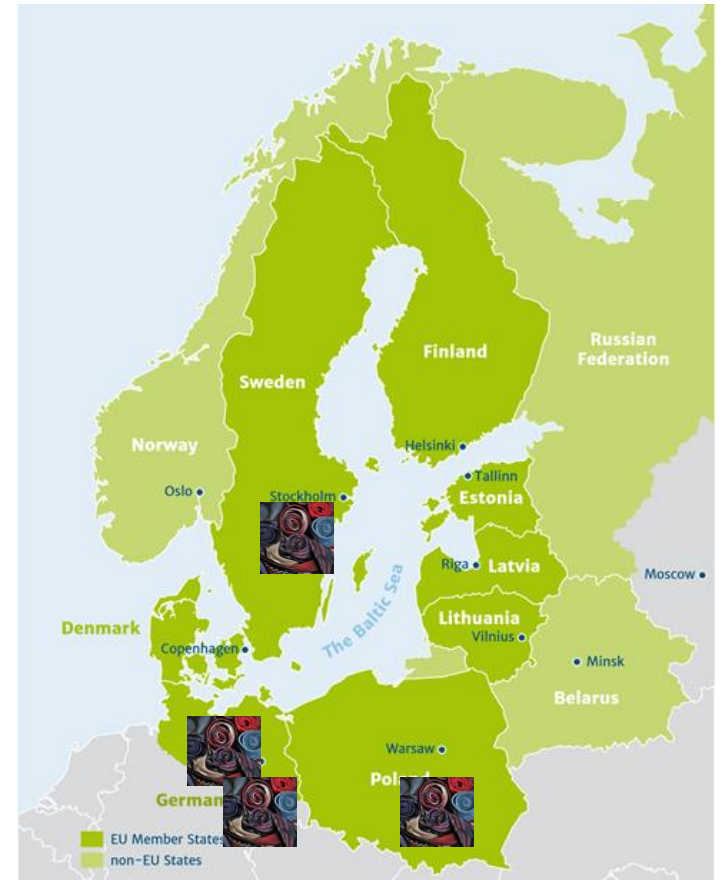 Finland
Russian
Federation
Sweden
Norway
Helsinki
Oslo
Stockholm
Tallinn
Estonia
Riga
Latvia
Moscow
Lithuania
Denmark
Vilnius
Copenhagen
The Baltic Sea
Minsk
Belarus
Warsaw
EU Member States
non-EU States